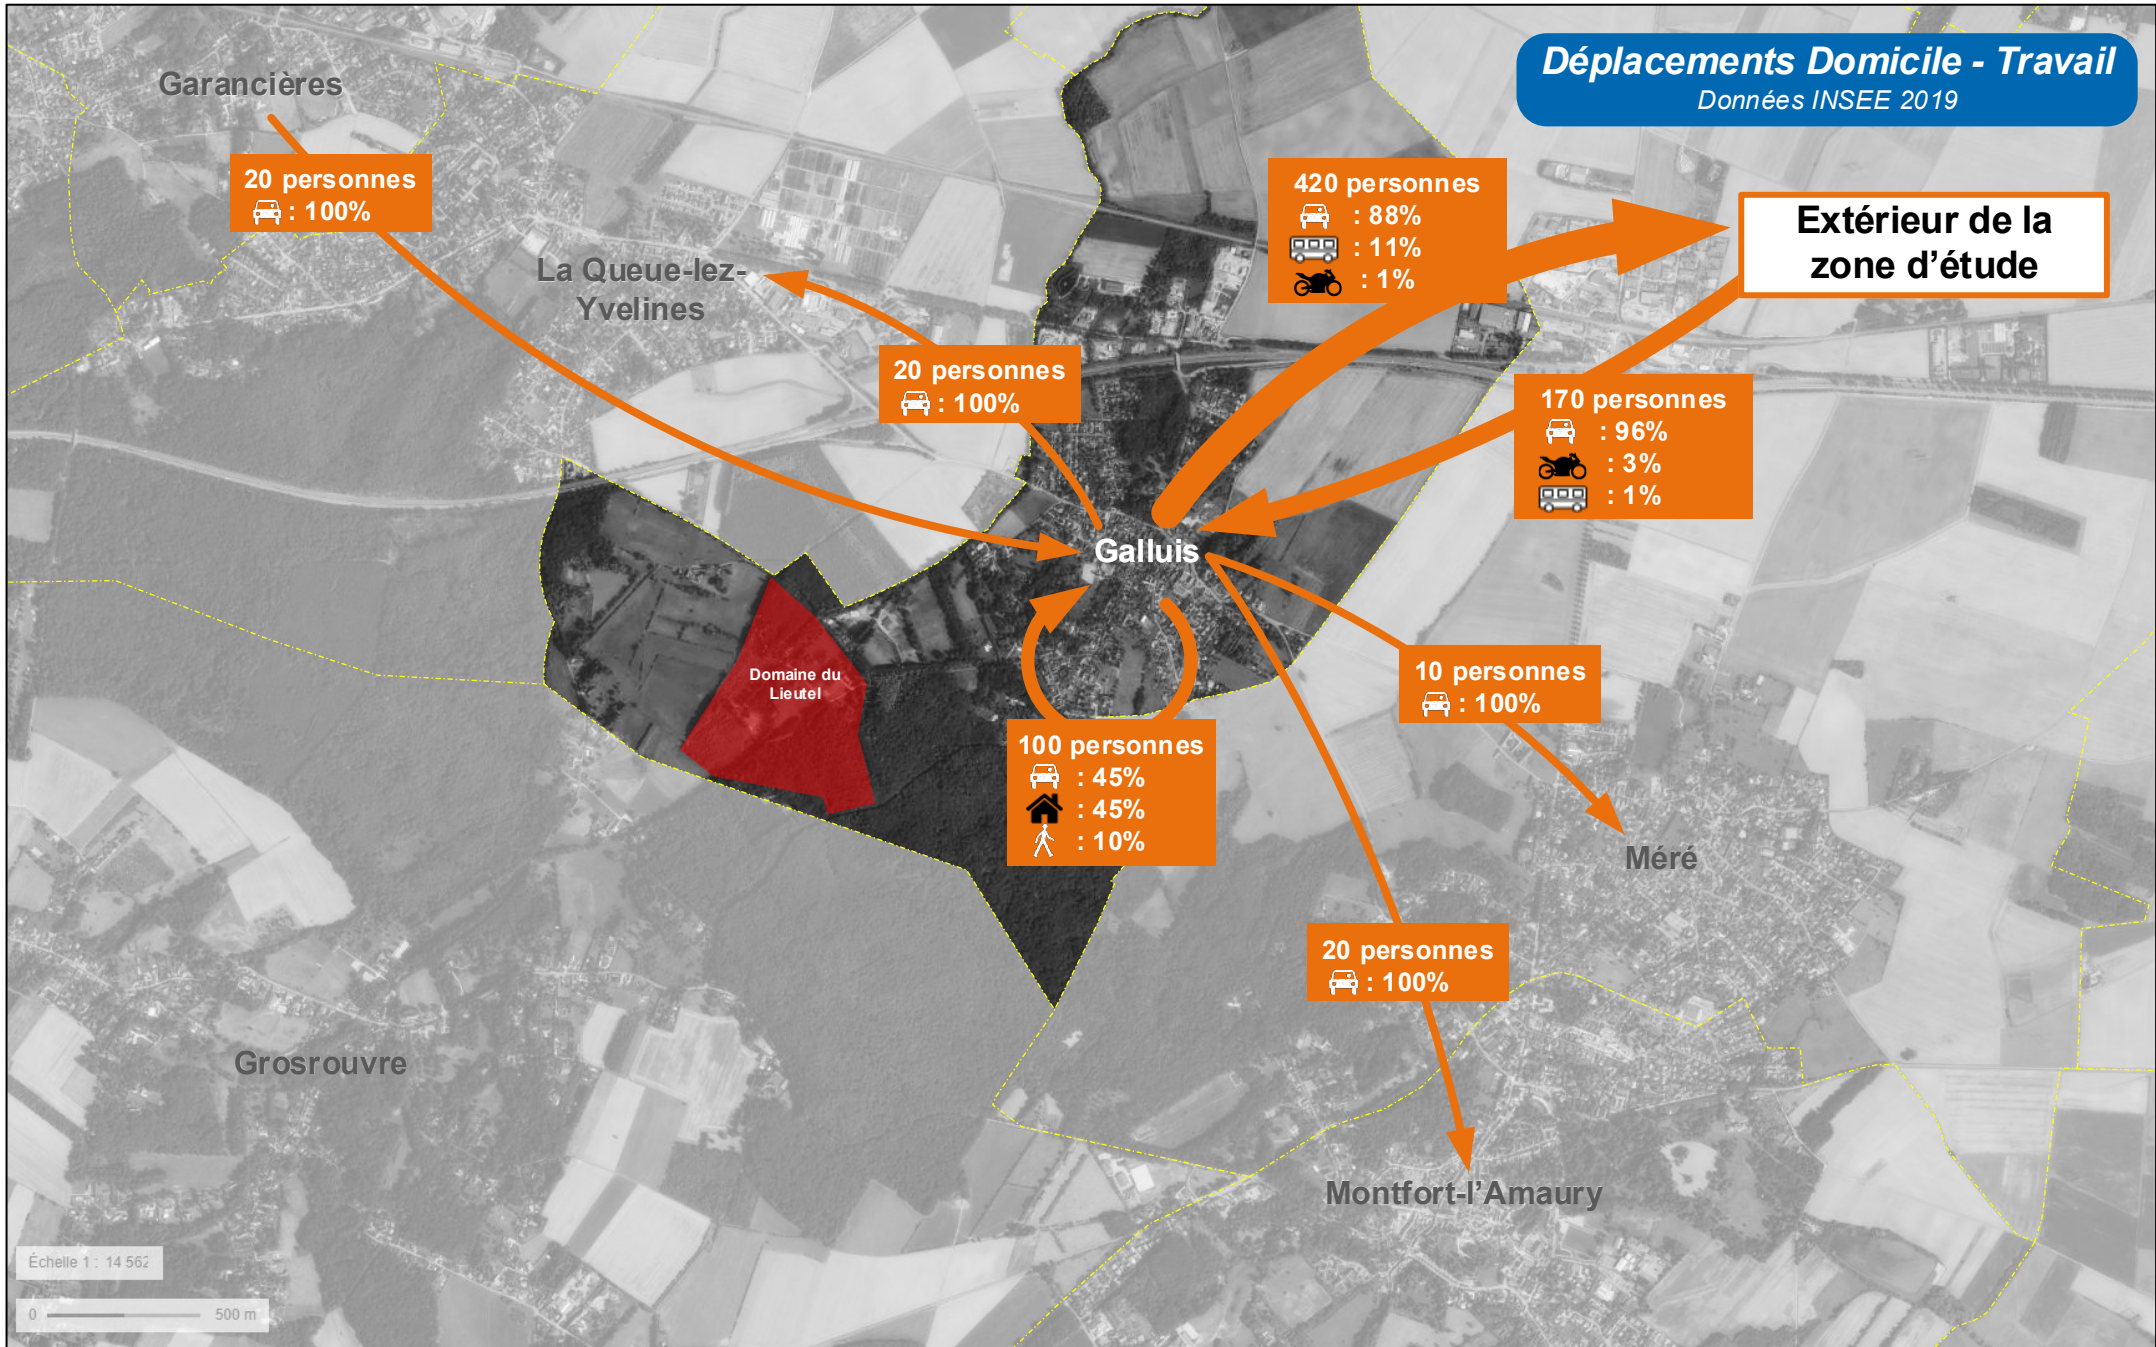 Déplacements Domicile - Travail
Données INSEE 2019
Garancières
20 personnes
: 100%
La Queue-lez-
Yvelines
20 personnes
: 100%
420 personnes
: 88%
: 11%
: 1%
Extérieur de la
zone d'étude
170 personnes
: 96%
: 3%
: 1%
Galluis
Domaine du
Lieutel
10 personnes
: 100%
100 personnes
: 45%
: 45%
: 10%
Méré
20 personnes
: 100%
Grosrouvre
Montfort-l'Amaury
Échelle 1 : 14 562
0
500 m